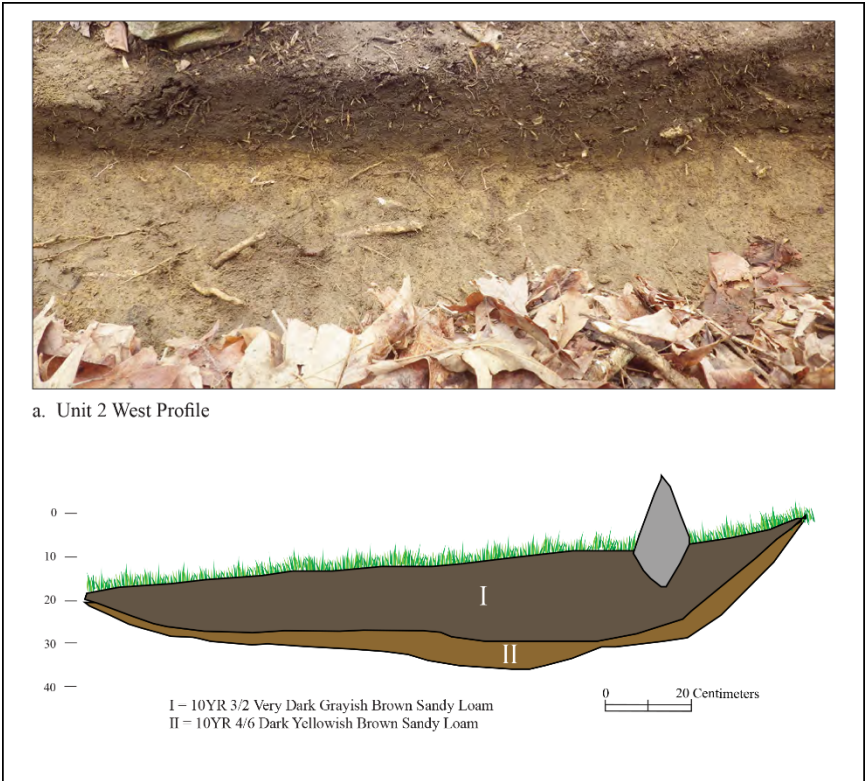 a. Unit 2 West Profile
0
10
20
30
40
I
II
I – 10YR 3/2 Very Dark Grayish Brown Sandy Loam
II = 10YR 4/6 Dark Yellowish Brown Sandy Loam
0 20 Centimeters